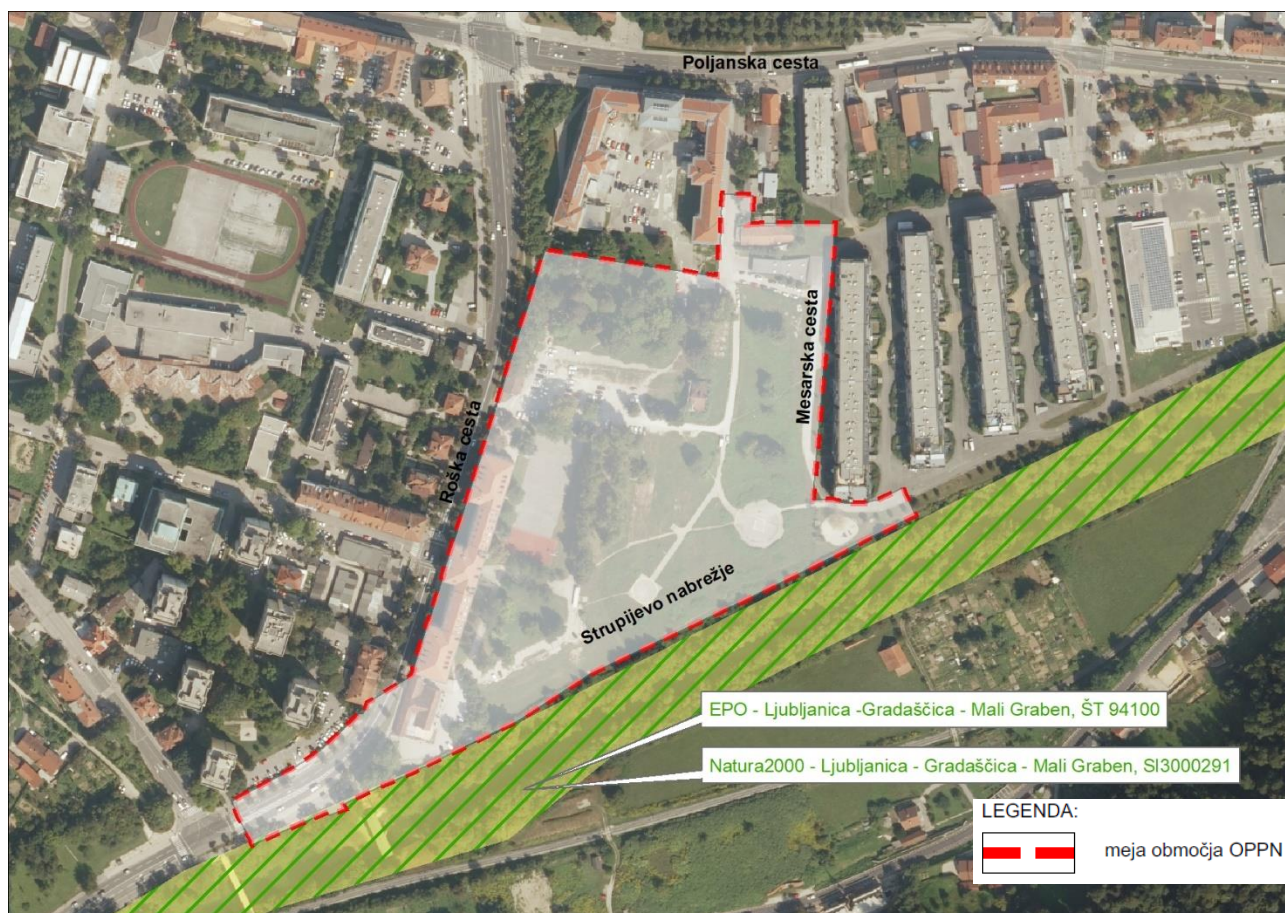 Poljanska cesta
Mesarska cesta
Roška cesta
Strupijevo nabrežje
EPO - Ljubljanica -Gradaščica - Mali Graben, ŠT 94100
Natura2000 - Ljubljanica - Gradaščica - Mali Graben, SI3000291
LEGENDA:
meja območja OPPN